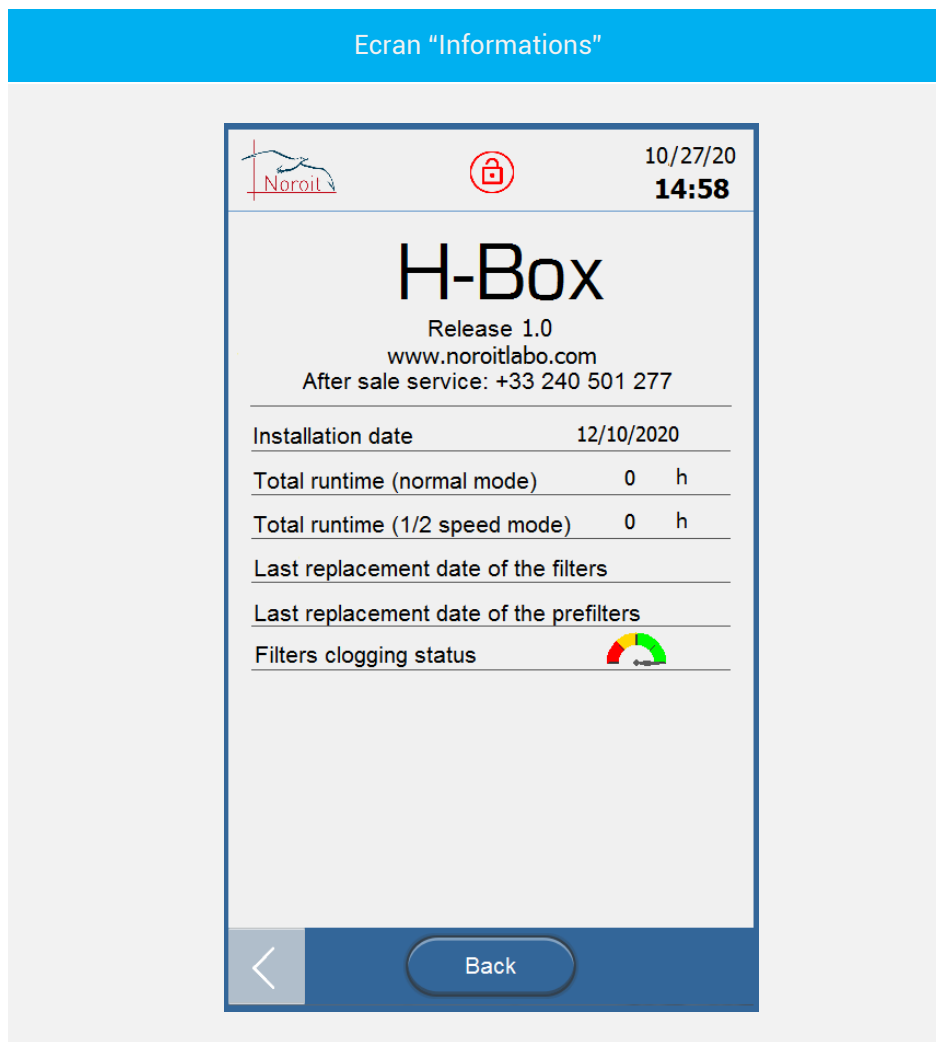 Ecran “Informations”
Noroit
10/27/20
14:58
H-Box
Release 1.0
www.noroitlabo.com
After sale service: +33 240 501 277
Installation date 12/10/2020
Total runtime (normal mode) 0 h
Total runtime (1/2 speed mode) 0 h
Last replacement date of the filters
Last replacement date of the prefilters
Filters clogging status
Back